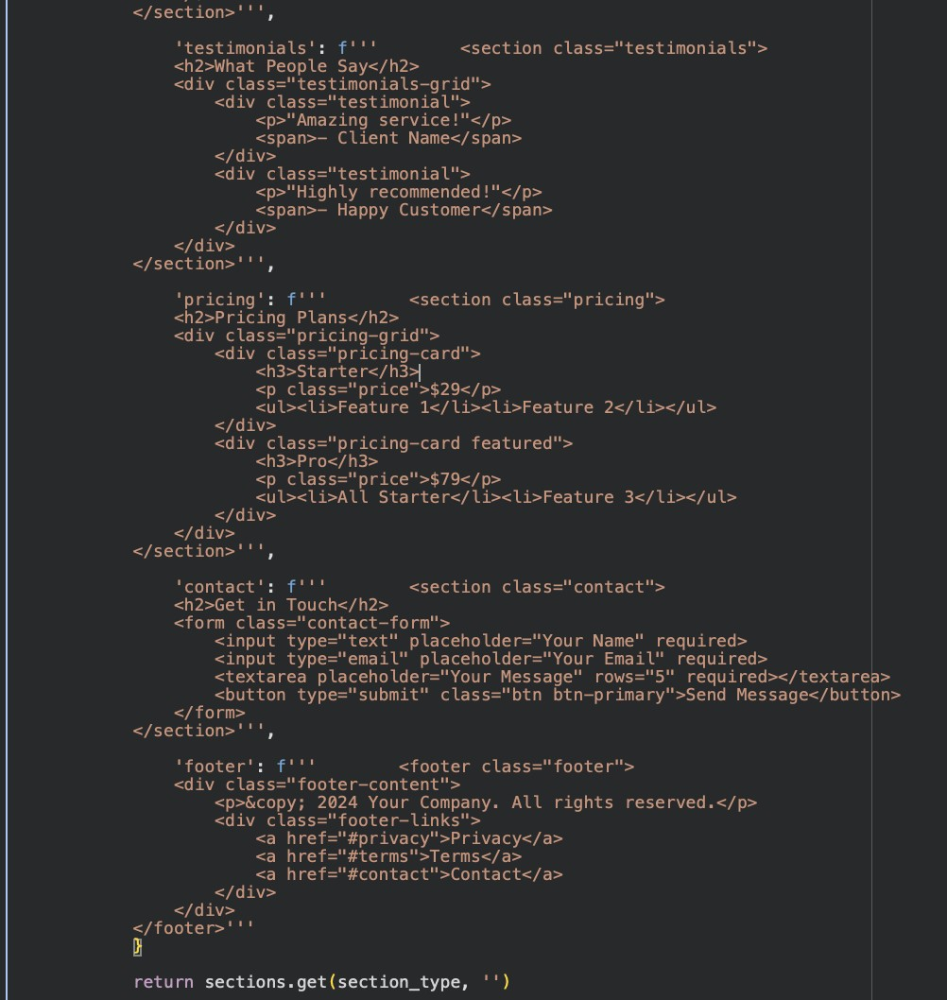 </section>''',
'testimonials': f'''        <section class="testimonials">
<h2>What People Say</h2>
<div class="testimonials-grid">
<div class="testimonial">
<p>"Amazing service!"</p>
<span>- Client Name</span>
</div>
<div class="testimonial">
<p>"Highly recommended!"</p>
<span>- Happy Customer</span>
</div>
</div>
</section>''',
'pricing': f'''        <section class="pricing">
<h2>Pricing Plans</h2>
<div class="pricing-grid">
<div class="pricing-card">
<h3>Starter</h3>
<p class="price">$29</p>
<ul><li>Feature 1</li><li>Feature 2</li></ul>
</div>
<div class="pricing-card featured">
<h3>Pro</h3>
<p class="price">$79</p>
<ul><li>All Starter</li><li>Feature 3</li></ul>
</div>
</div>
</section>''',
'contact': f'''        <section class="contact">
<h2>Get in Touch</h2>
<form class="contact-form">
<input type="text" placeholder="Your Name" required>
<input type="email" placeholder="Your Email" required>
<textarea placeholder="Your Message" rows="5" required></textarea>
<button type="submit" class="btn btn-primary">Send Message</button>
</form>
</section>''',
'footer': f'''        <footer class="footer">
<div class="footer-content">
<p>&copy; 2024 Your Company. All rights reserved.</p>
<div class="footer-links">
<a href="#privacy">Privacy</a>
<a href="#terms">Terms</a>
<a href="#contact">Contact</a>
</div>
</div>
</footer>'''
}
return sections.get(section_type, '')